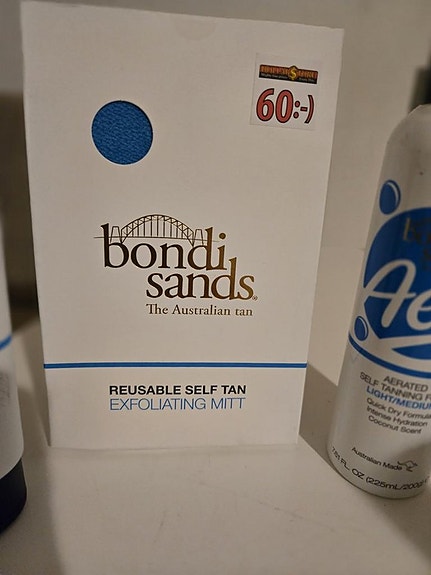 60:-)
bondi
sands®
The Australian tan
REUSABLE SELF TAN
EXFOLIATING MITT
Ae
AERATED
SELF TANNING
LIGHT/MEDIUM
Quick Dry Formula
Intense Hydration
Coconut Scent
Australian Made
FL. OZ (225mL/